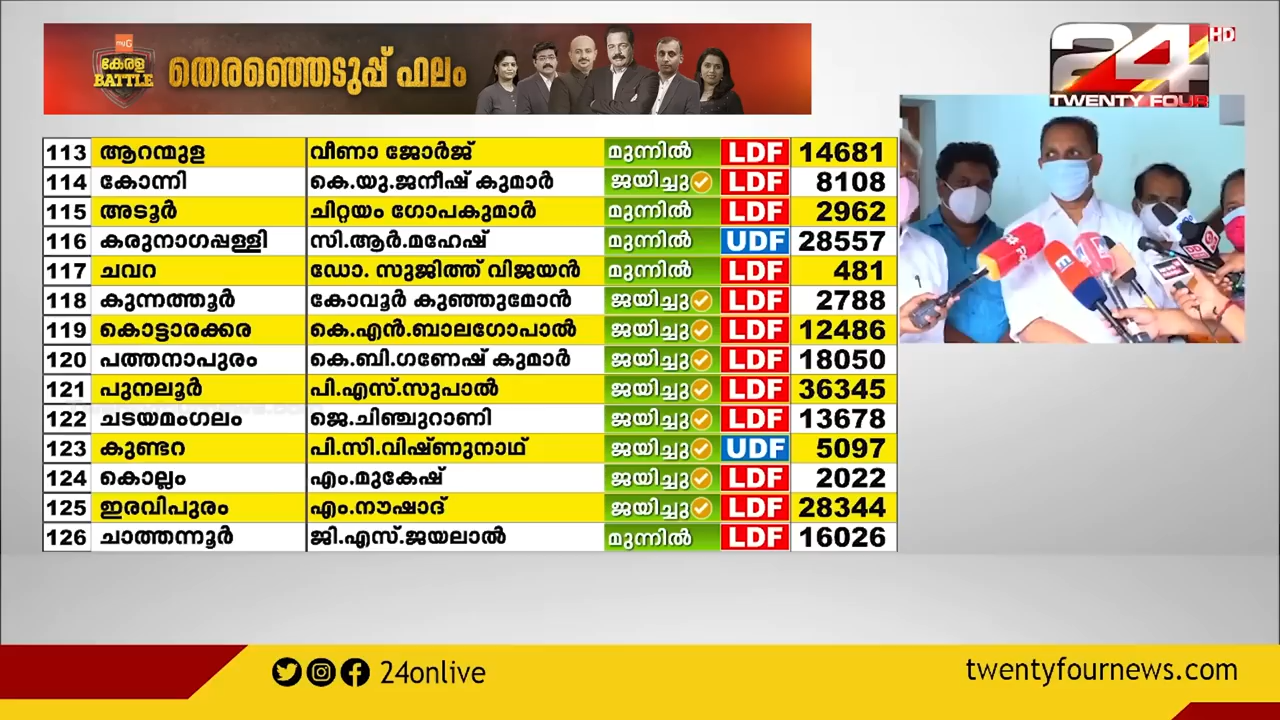 myG
കേരള
BATTLE
തെരഞ്ഞെടുപ്പ് ഫലം
24 HD
TWENTY FOUR
113 ആറന്മുള വീണാ ജോർജ് മുന്നിൽ LDF 14681
114 കോന്നി കെ.യു.ജനീഷ് കുമാർ ജയിച്ചു LDF 8108
115 അടൂർ ചിറ്റയം ഗോപകുമാർ മുന്നിൽ LDF 2962
116 കരുനാഗപ്പള്ളി സി.ആർ.മഹേഷ് മുന്നിൽ UDF 28557
117 ചവറ ഡോ. സുജിത്ത് വിജയൻ മുന്നിൽ LDF 481
118 കുന്നത്തൂർ കോവൂർ കുഞ്ഞുമോൻ ജയിച്ചു LDF 2788
119 കൊട്ടാരക്കര കെ.എൻ.ബാലഗോപാൽ ജയിച്ചു LDF 12486
120 പത്തനാപുരം കെ.ബി.ഗണേഷ് കുമാർ ജയിച്ചു LDF 18050
121 പുനലൂർ പി.എസ്.സുപാൽ ജയിച്ചു LDF 36345
122 ചടയമംഗലം ജെ.ചിഞ്ചുറാണി ജയിച്ചു LDF 13678
123 കുണ്ടറ പി.സി.വിഷ്ണുനാഥ് ജയിച്ചു UDF 5097
124 കൊല്ലം എം.മുകേഷ് ജയിച്ചു LDF 2022
125 ഇരവിപുരം എം.നൗഷാദ് ജയിച്ചു LDF 28344
126 ചാത്തന്നൂർ ജി.എസ്.ജയലാൽ മുന്നിൽ LDF 16026
24onlive
twentyfournews.com